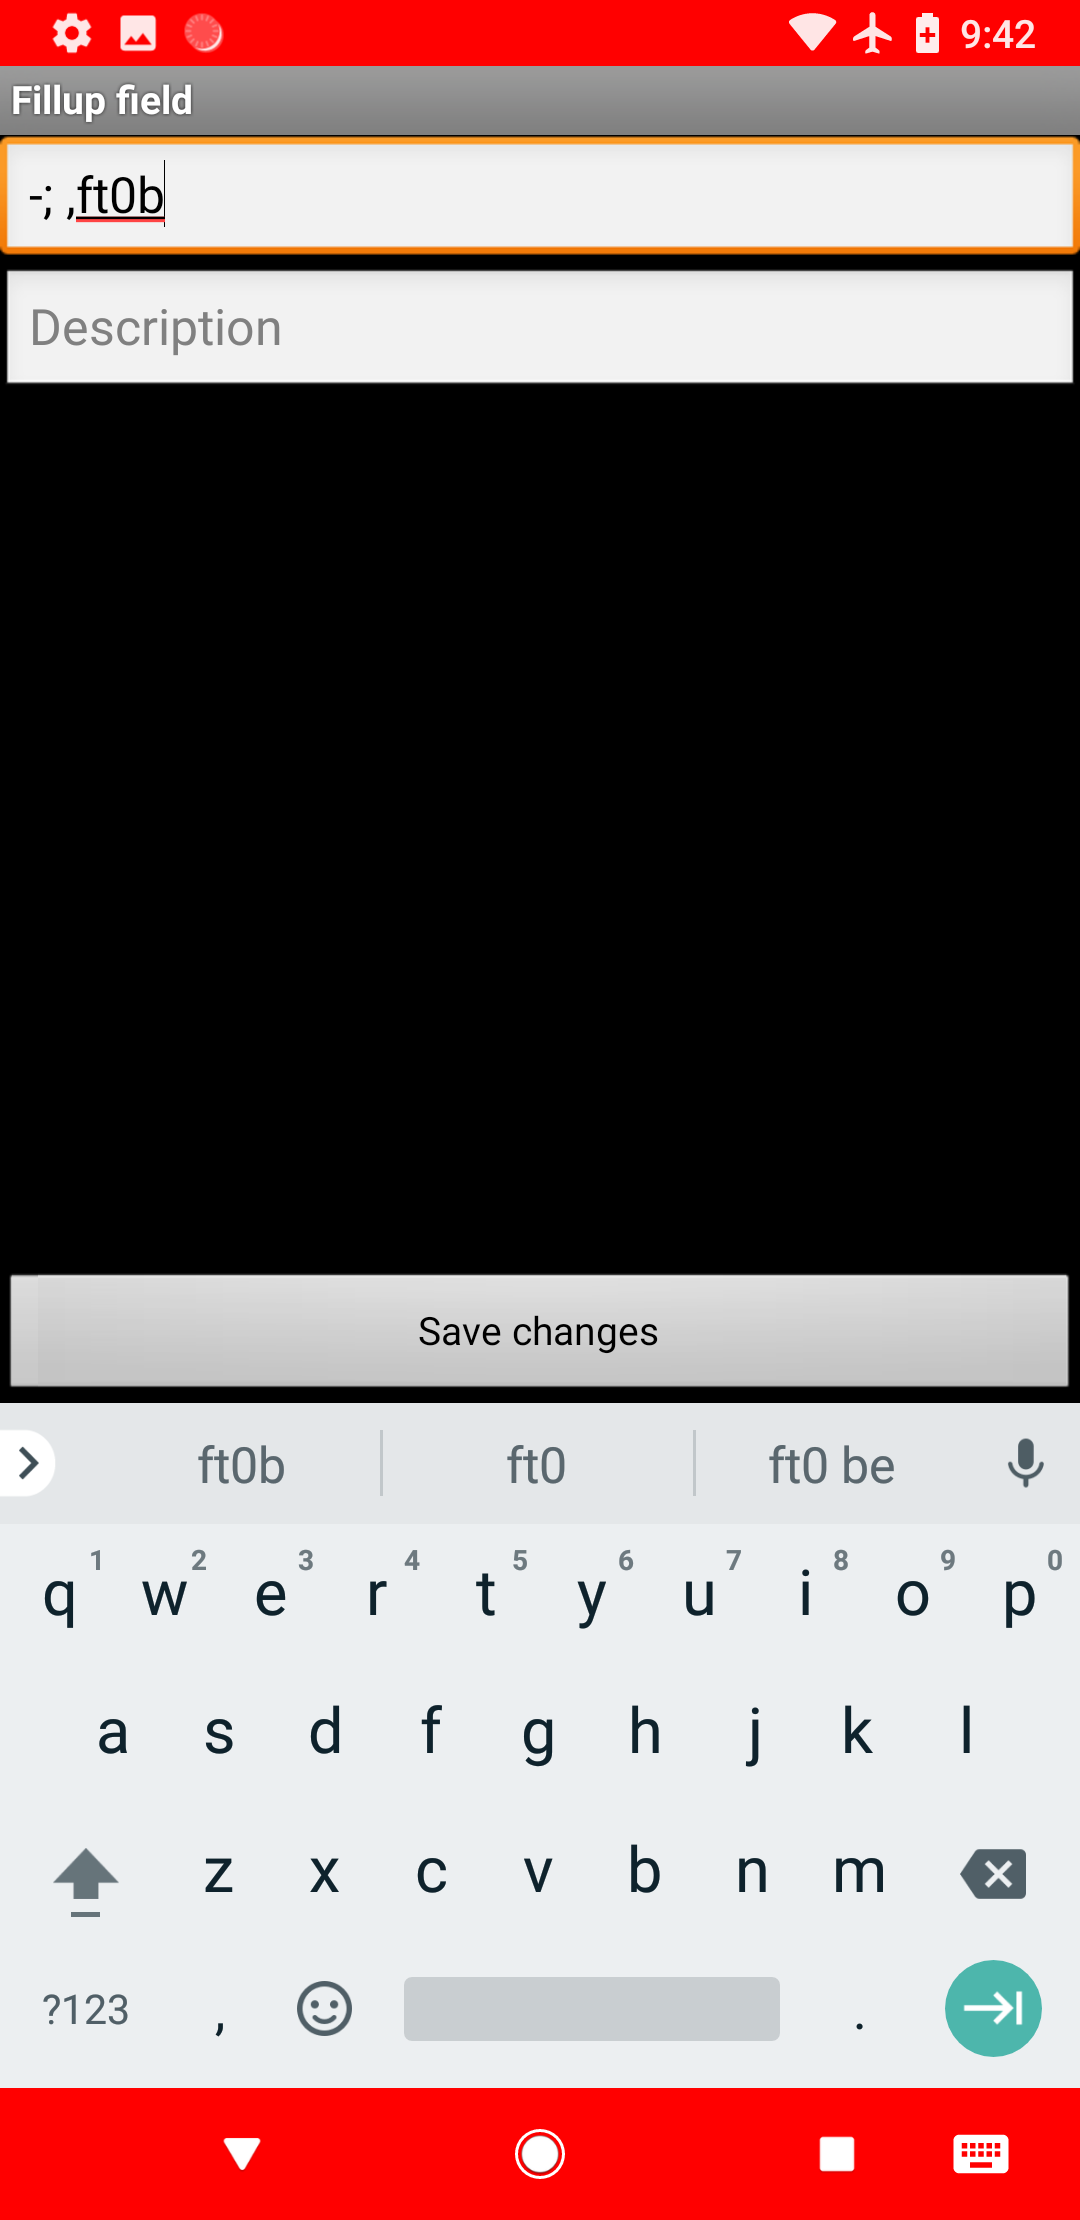 9:42
Fillup field
-; ,ft0b
Description
Save changes
ft0b ft0 ft0 be
q 1 w 2 e 3 r 4 t 5 y 6 u 7 i 8 o 9 p 0
a s d f g h j k l
z x c v b n m
?123 , .